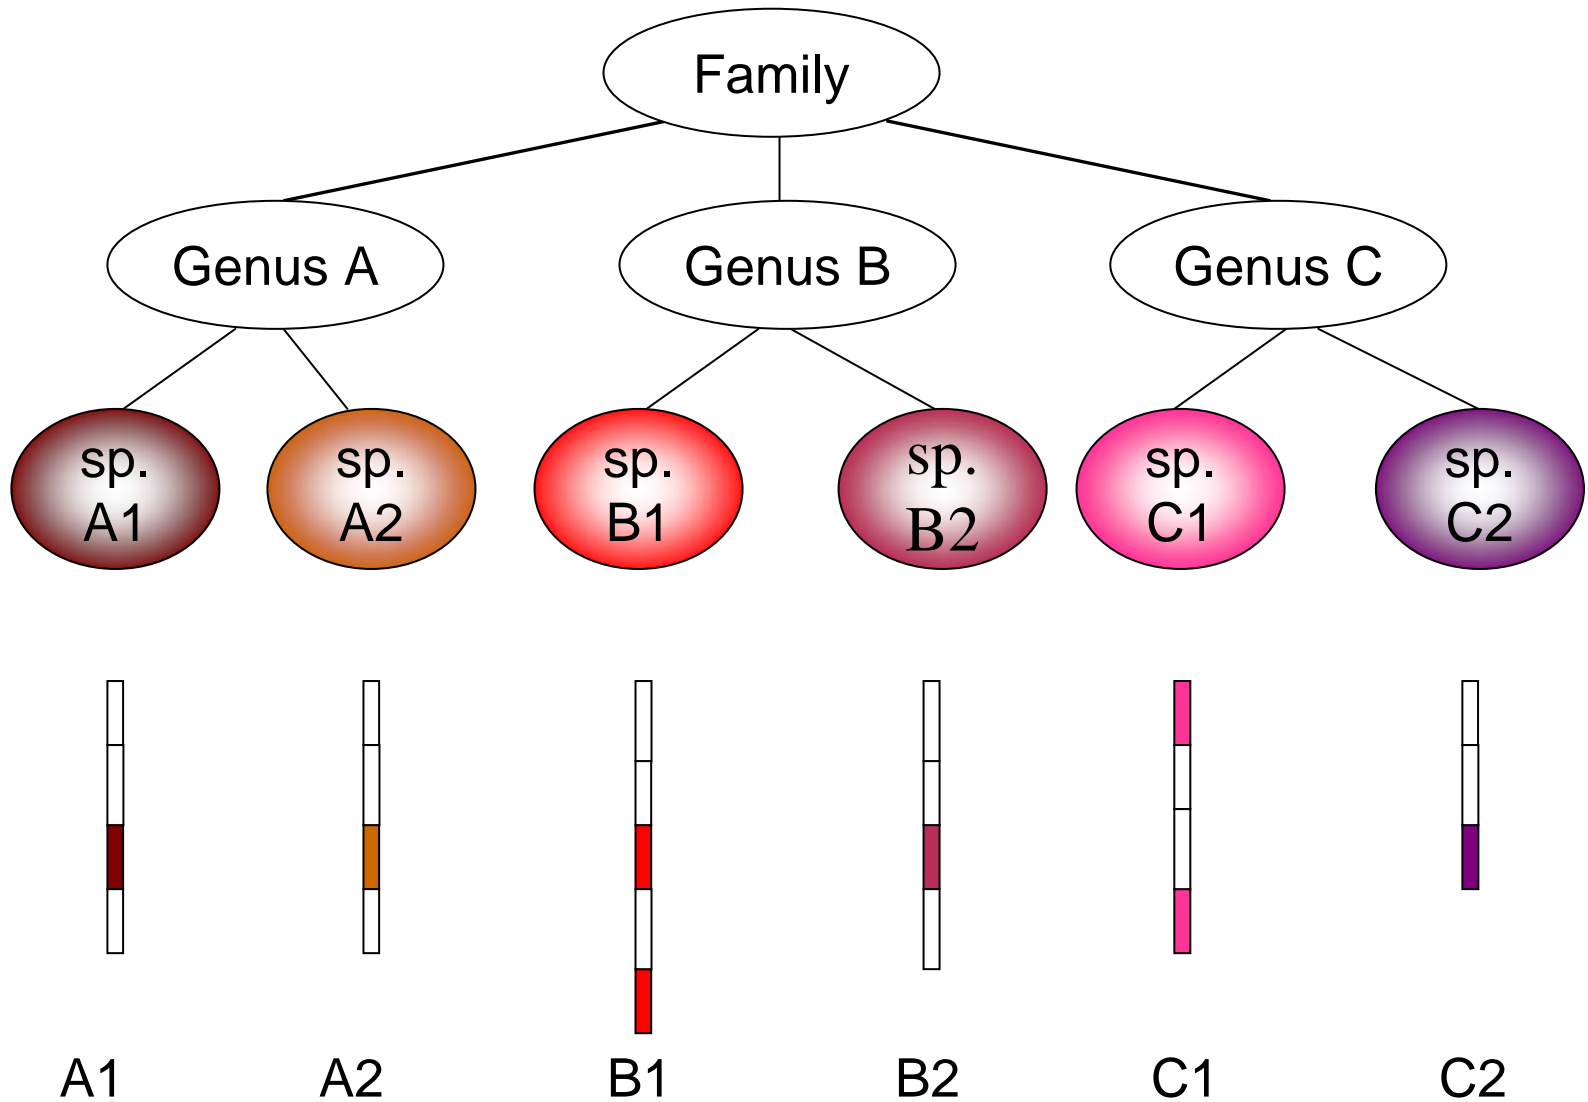 Family
Genus A
Genus B
Genus C
sp.
A1
sp.
A2
sp.
B1
sp.
B2
sp.
C1
sp.
C2
A1
A2
B1
B2
C1
C2